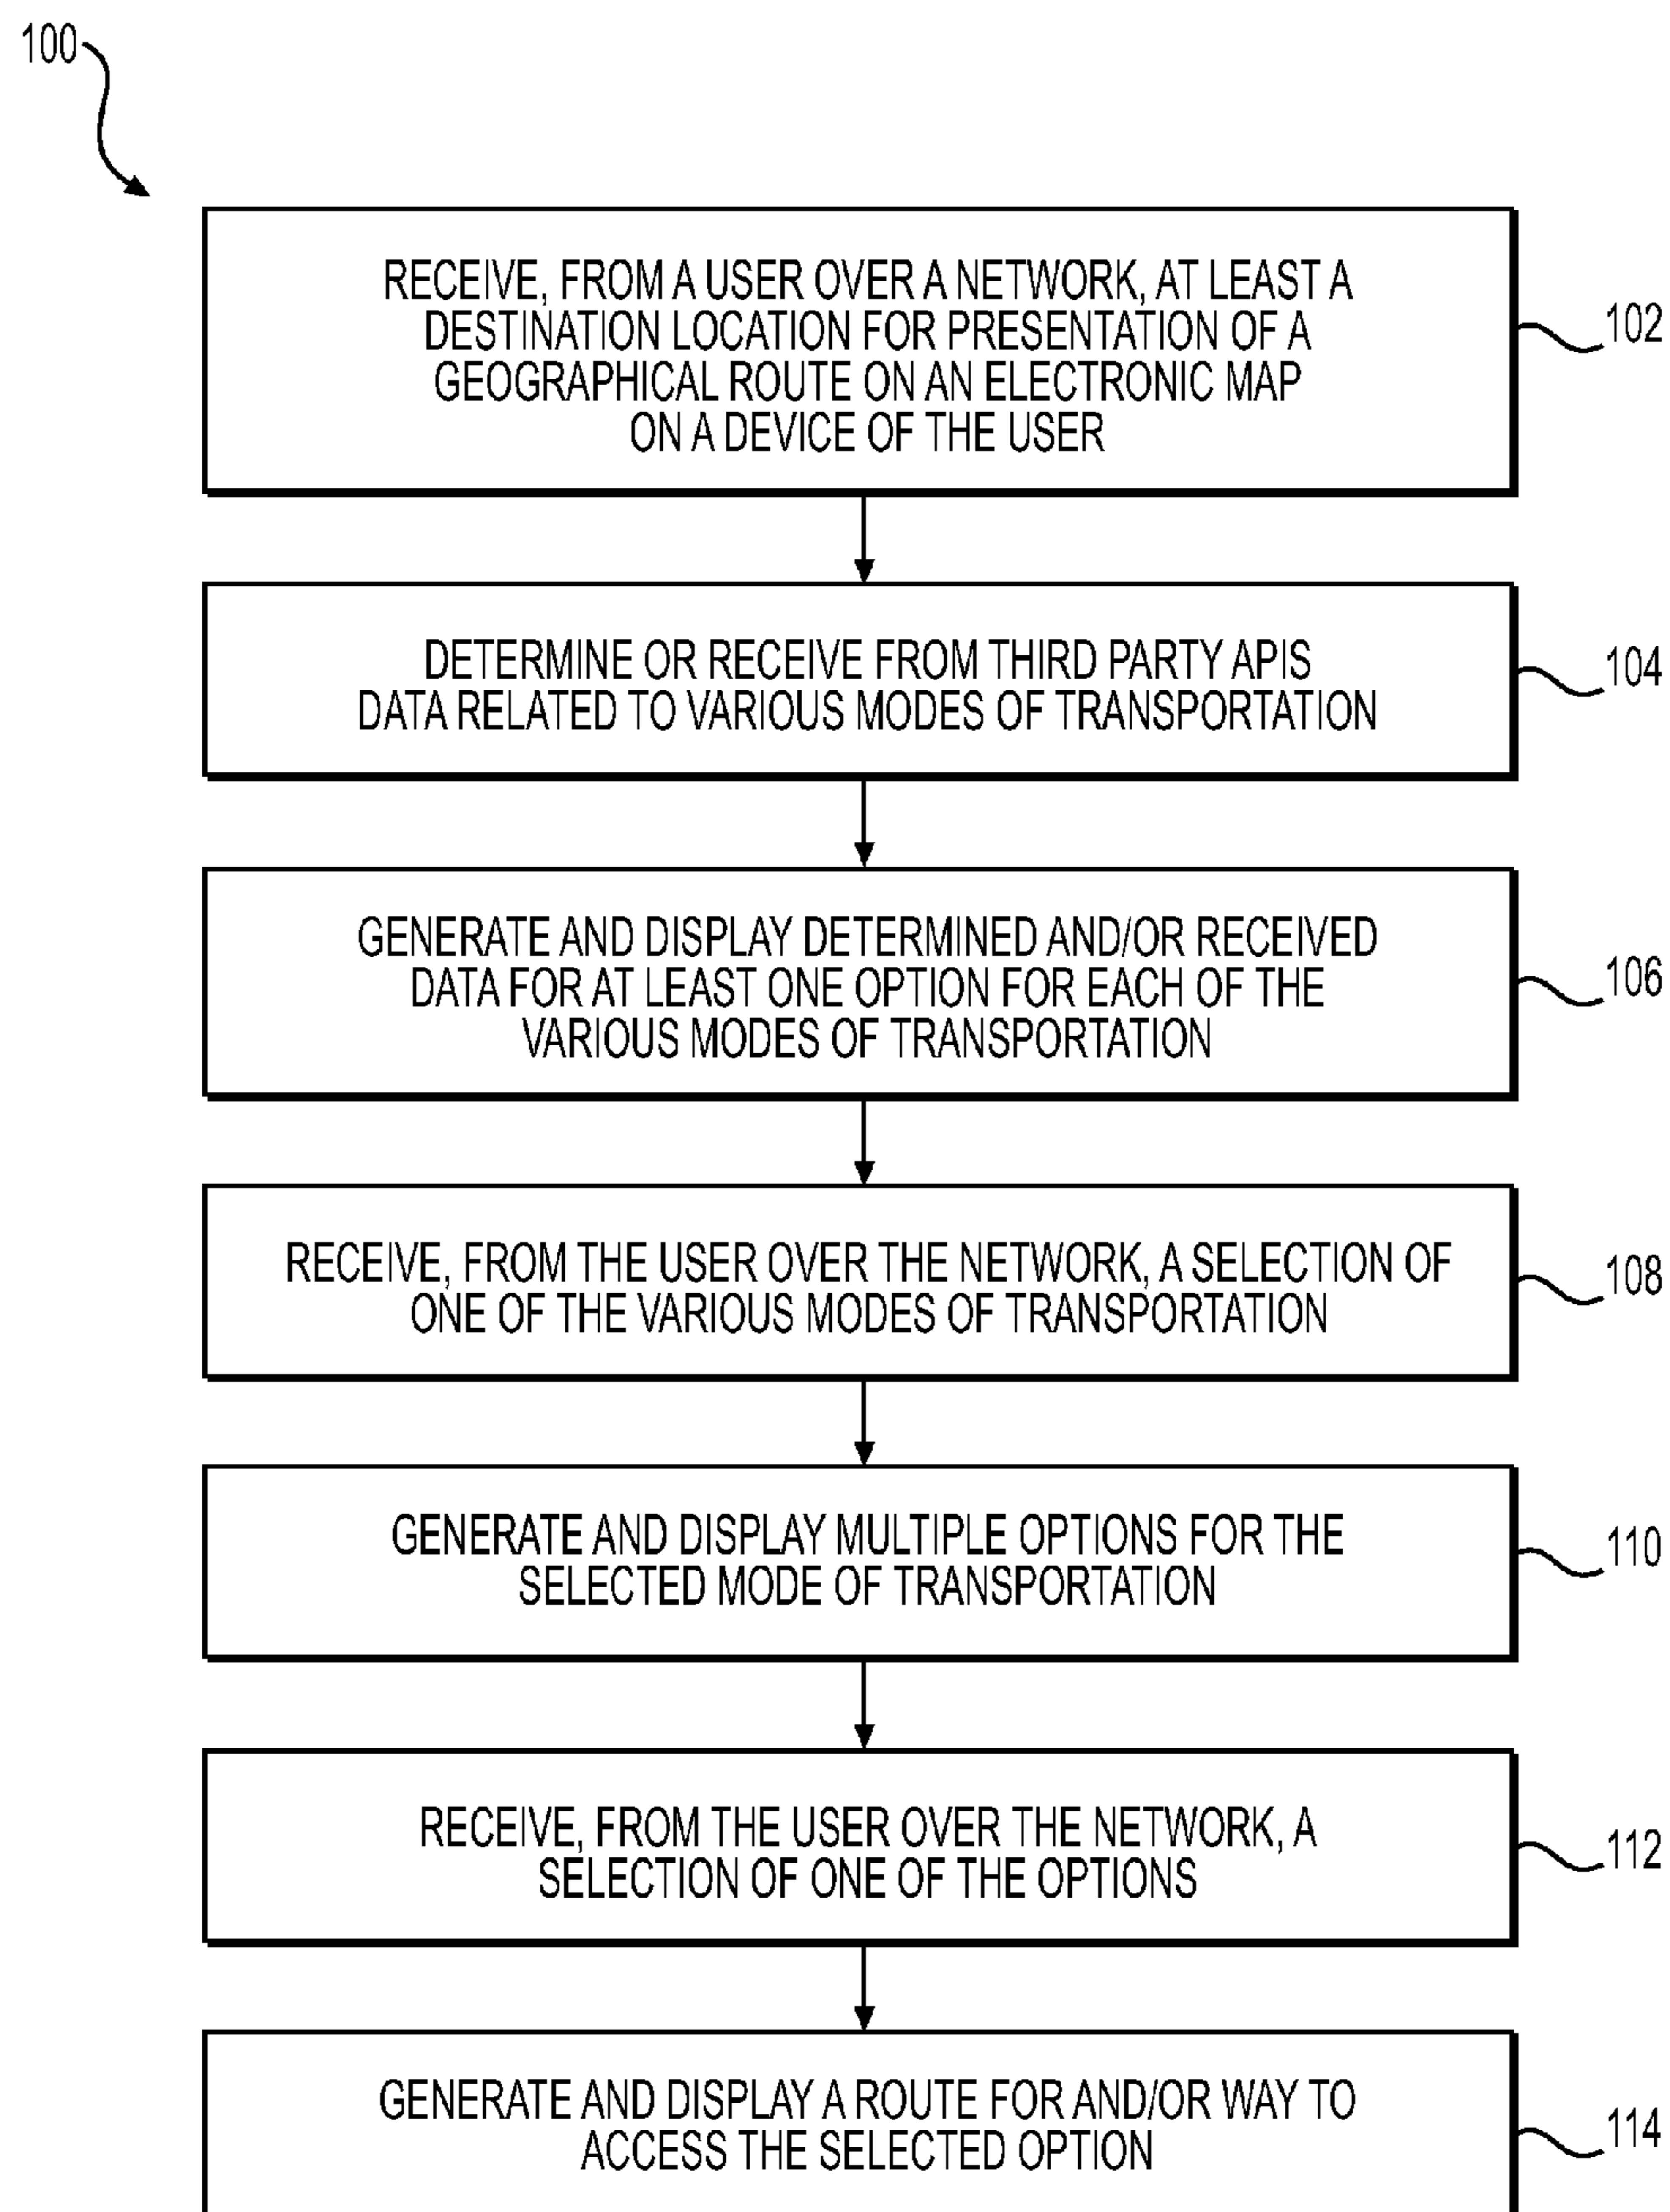 100
RECEIVE, FROM A USER OVER A NETWORK, AT LEAST A
DESTINATION LOCATION FOR PRESENTATION OF A
GEOGRAPHICAL ROUTE ON AN ELECTRONIC MAP
ON A DEVICE OF THE USER
102
DETERMINE OR RECEIVE FROM THIRD PARTY APIS
DATA RELATED TO VARIOUS MODES OF TRANSPORTATION
104
GENERATE AND DISPLAY DETERMINED AND/OR RECEIVED
DATA FOR AT LEAST ONE OPTION FOR EACH OF THE
VARIOUS MODES OF TRANSPORTATION
106
RECEIVE, FROM THE USER OVER THE NETWORK, A SELECTION OF
ONE OF THE VARIOUS MODES OF TRANSPORTATION
108
GENERATE AND DISPLAY MULTIPLE OPTIONS FOR THE
SELECTED MODE OF TRANSPORTATION
110
RECEIVE, FROM THE USER OVER THE NETWORK, A
SELECTION OF ONE OF THE OPTIONS
112
GENERATE AND DISPLAY A ROUTE FOR AND/OR WAY TO
ACCESS THE SELECTED OPTION
114